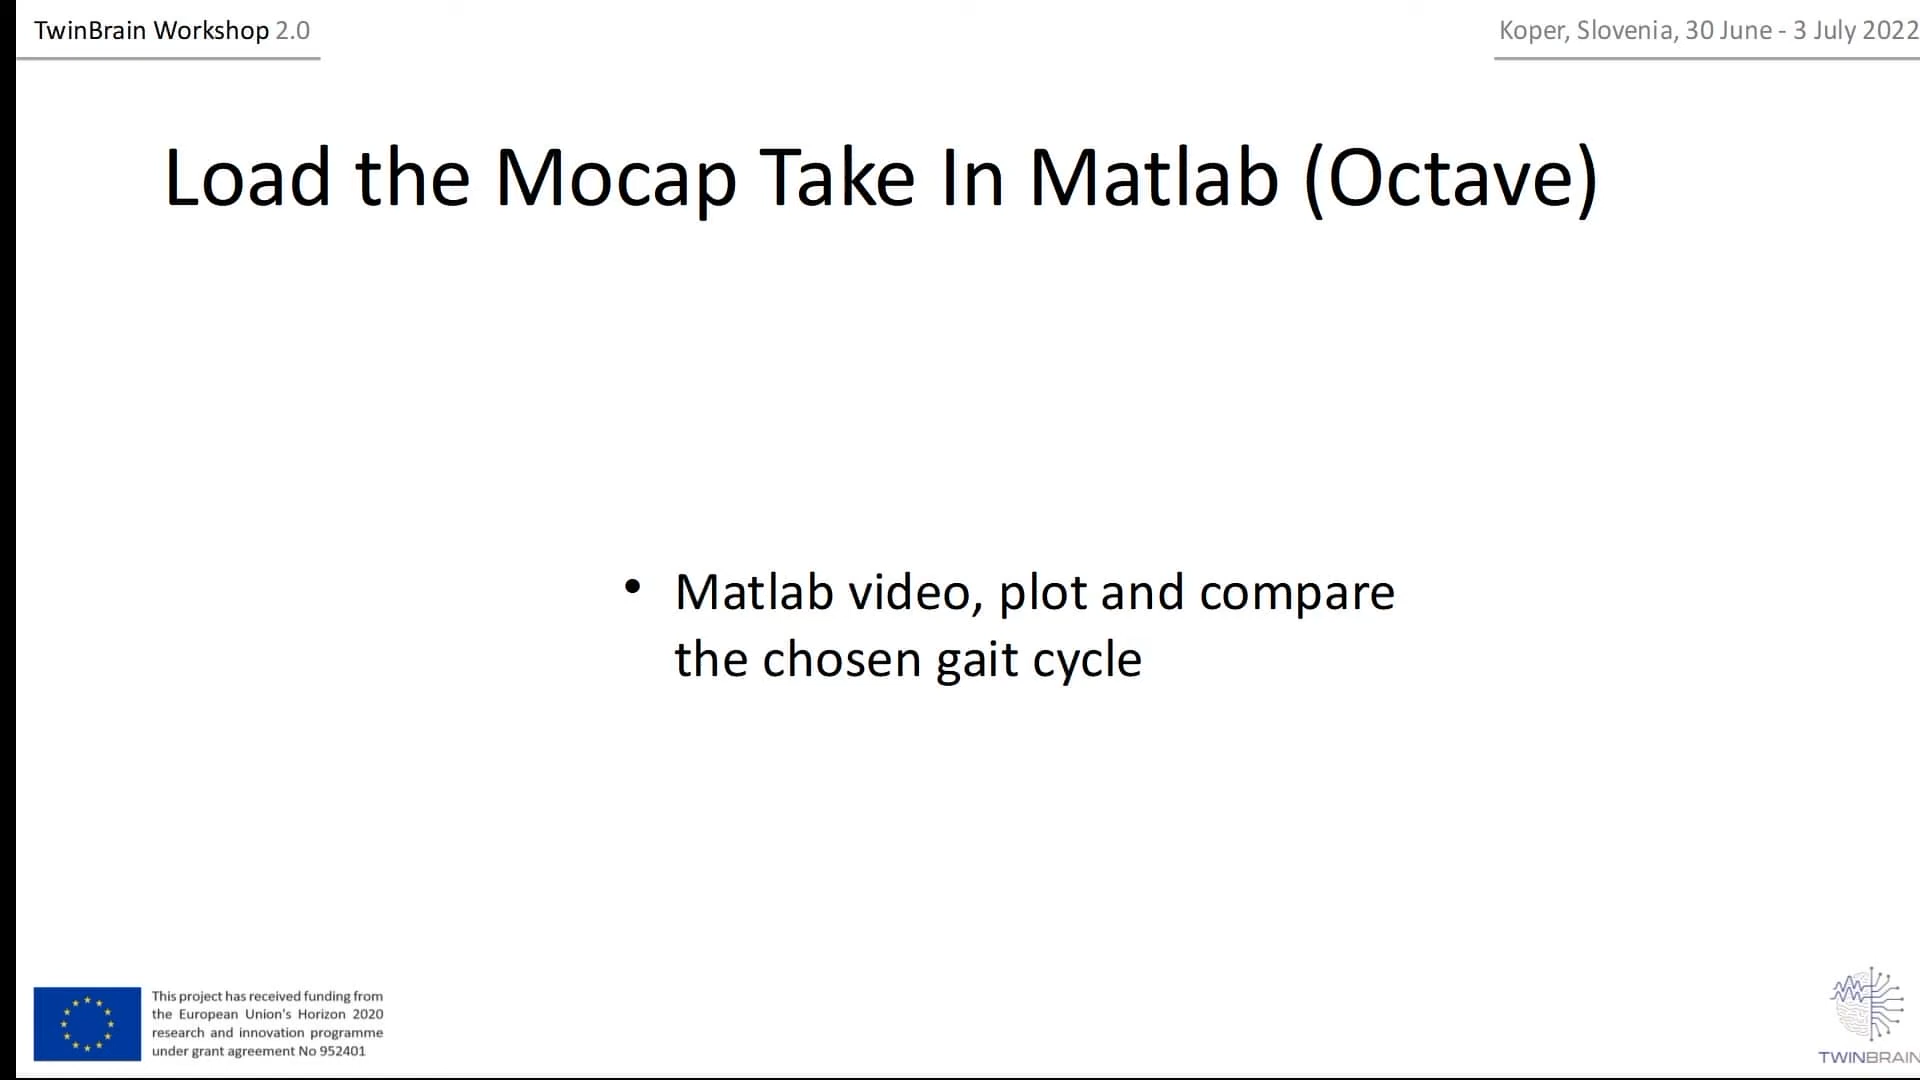 TwinBrain Workshop 2.0
Koper, Slovenia, 30 June - 3 July 2022
Load the Mocap Take In Matlab (Octave)
• Matlab video, plot and compare
the chosen gait cycle
This project has received funding from
the European Union's Horizon 2020
research and innovation programme
under grant agreement No 952401
TWINBRAIN